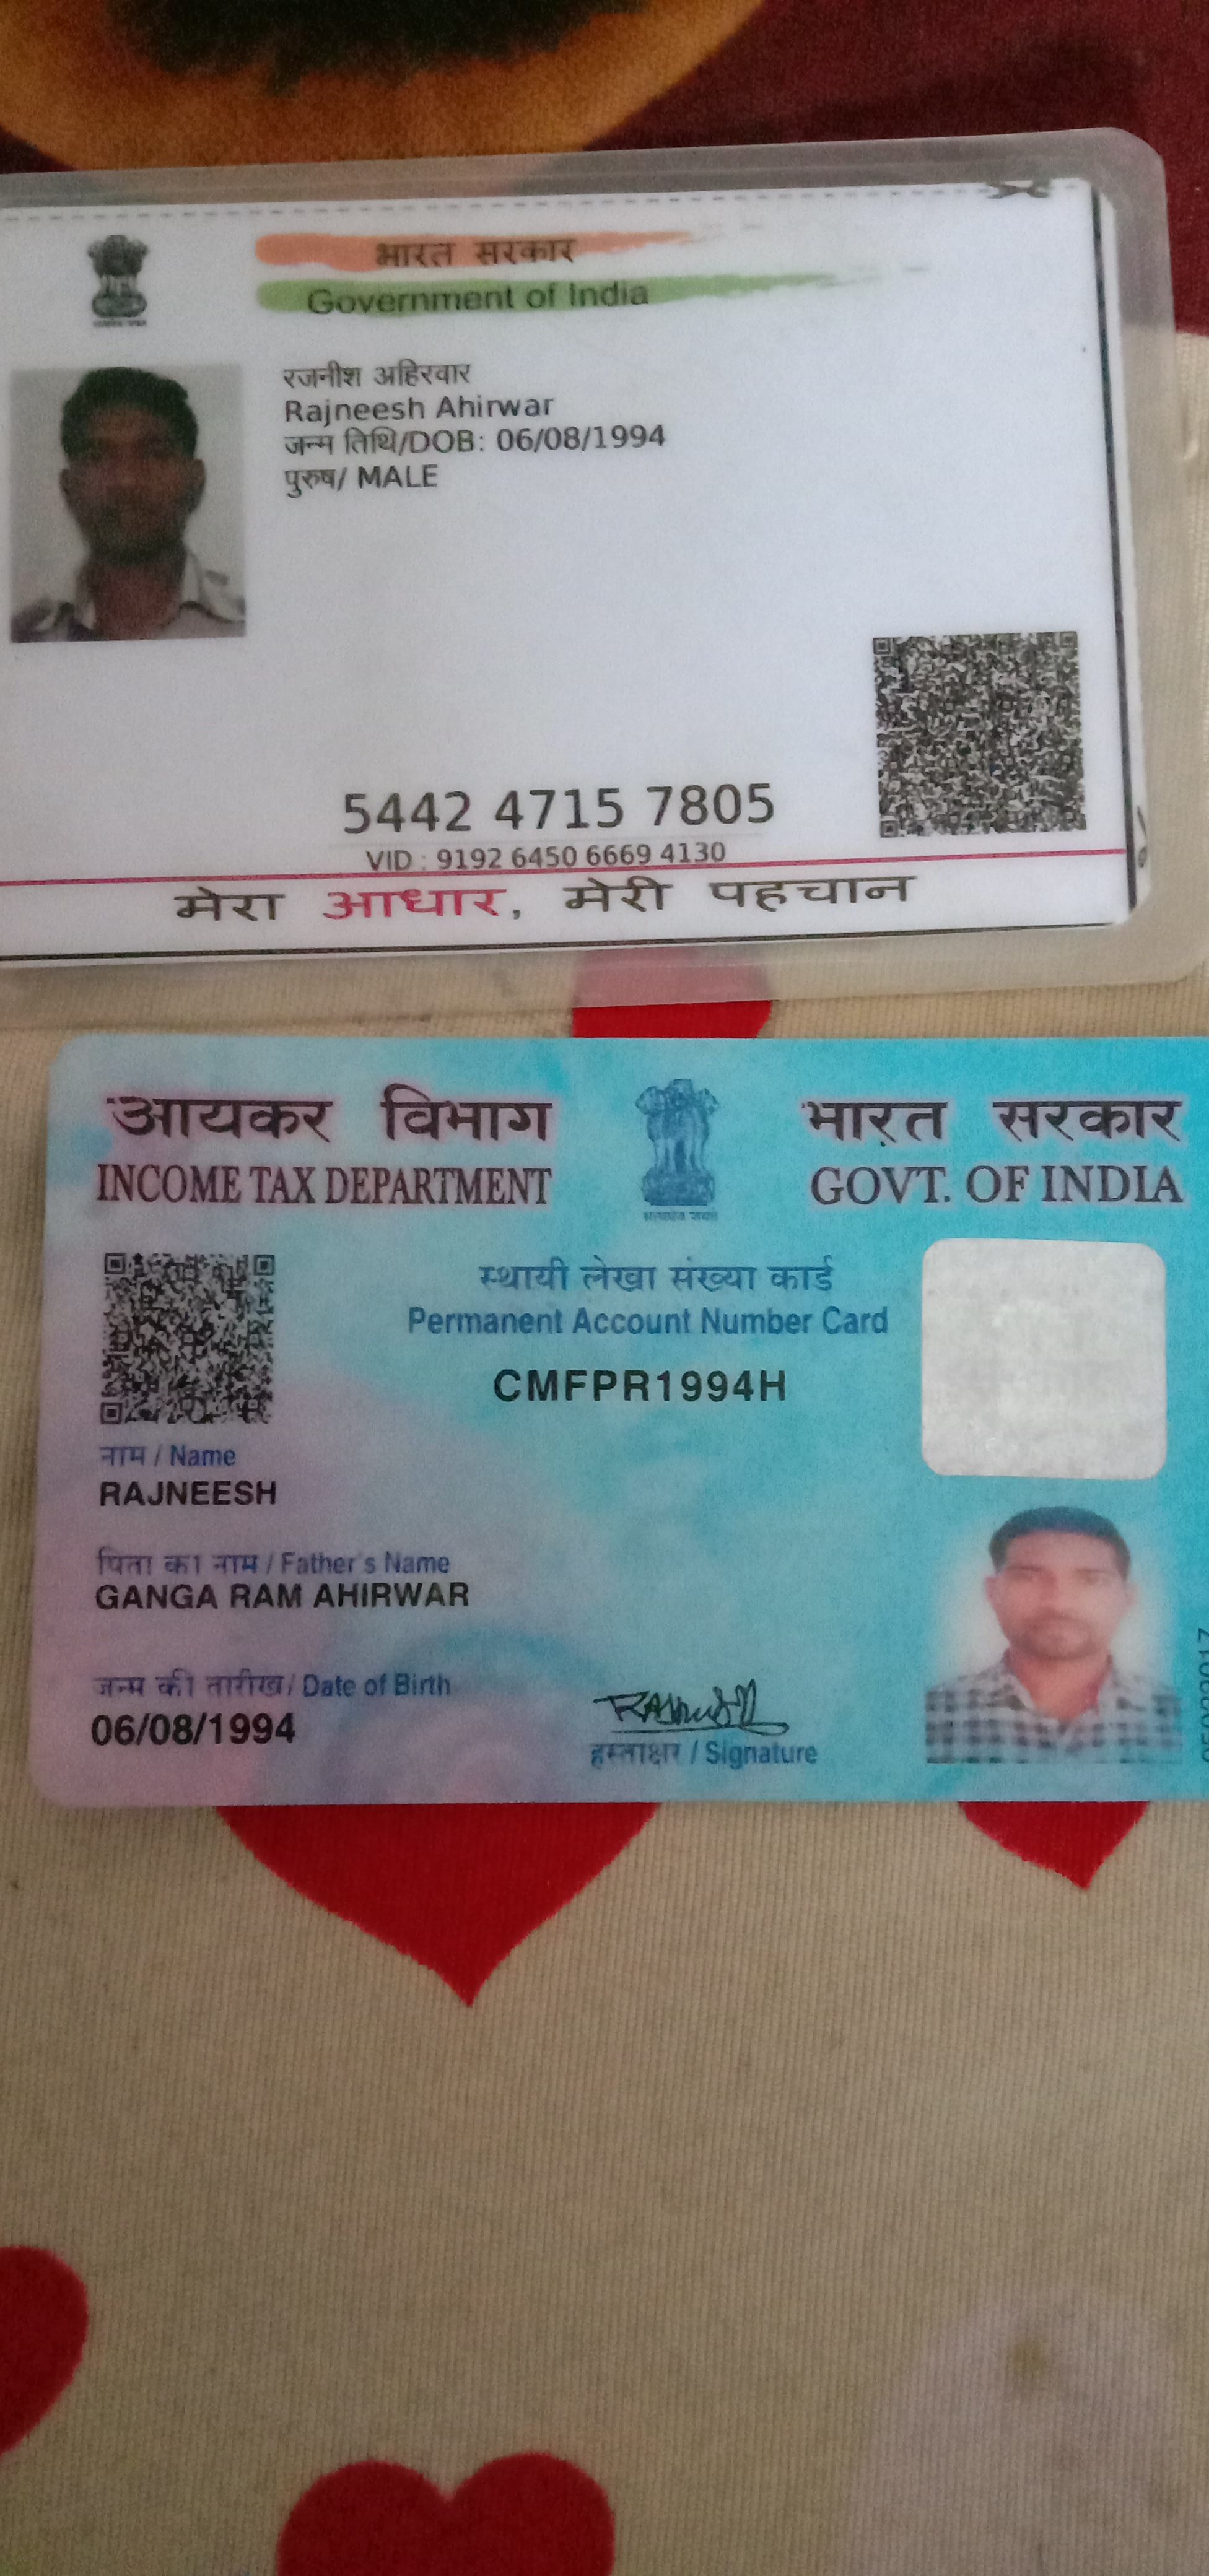 भारत सरकार
Government of India
रजनीश अहिरवार
Rajneesh Ahirwar
जन्म तिथि/DOB: 06/08/1994
पुरुष/ MALE
5442 4715 7805
VID : 9192 6450 6669 4130
मेरा आधार, मेरी पहचान
आयकर विभाग
INCOME TAX DEPARTMENT
भारत सरकार
GOVT. OF INDIA
सत्यमेव जयते
स्थायी लेखा संख्या कार्ड
Permanent Account Number Card
CMFPR1994H
नाम / Name
RAJNEESH
पिता का नाम / Father's Name
GANGA RAM AHIRWAR
जन्म की तारीख / Date of Birth
06/08/1994
हस्ताक्षर / Signature